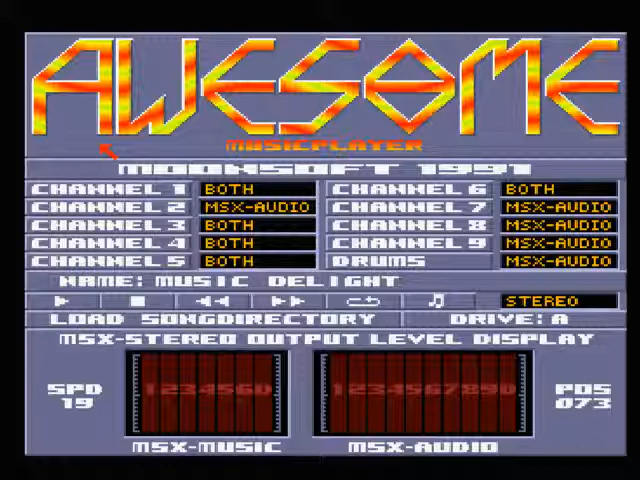 AWESOME
MUSICPLAYER
MOONSOFT 1991
CHANNEL 1 BOTH CHANNEL 6 BOTH
CHANNEL 2 MSX-AUDIO CHANNEL 7 MSX-AUDIO
CHANNEL 3 BOTH CHANNEL 8 MSX-AUDIO
CHANNEL 4 BOTH CHANNEL 9 MSX-AUDIO
CHANNEL 5 BOTH DRUMS MSX-AUDIO
NAME: MUSIC DELIGHT
STEREO
LOAD SONGDIRECTORY DRIVE: A
MSX-STEREO OUTPUT LEVEL DISPLAY
SPD 123456D 123456789D POS
19 073
MSX-MUSIC MSX-AUDIO